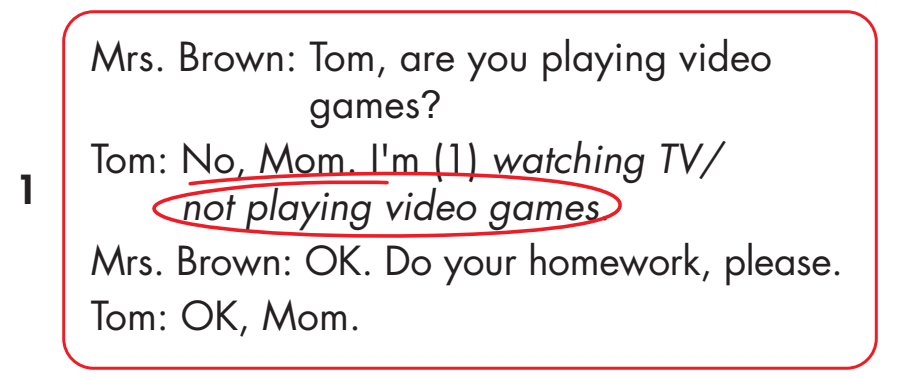 Mrs. Brown: Tom, are you playing video
games?
Tom: No, Mom. I'm (1) watching TV/
not playing video games.
1
Mrs. Brown: OK. Do your homework, please.
Tom: OK, Mom.